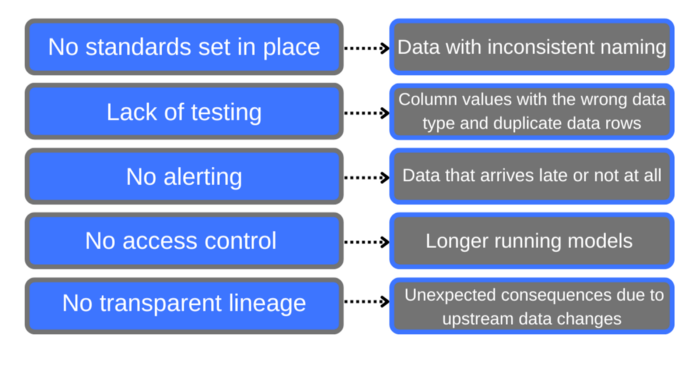 No standards set in place
Data with inconsistent naming
Lack of testing
Column values with the wrong data
type and duplicate data rows
No alerting
Data that arrives late or not at all
No access control
Longer running models
No transparent lineage
Unexpected consequences due to
upstream data changes